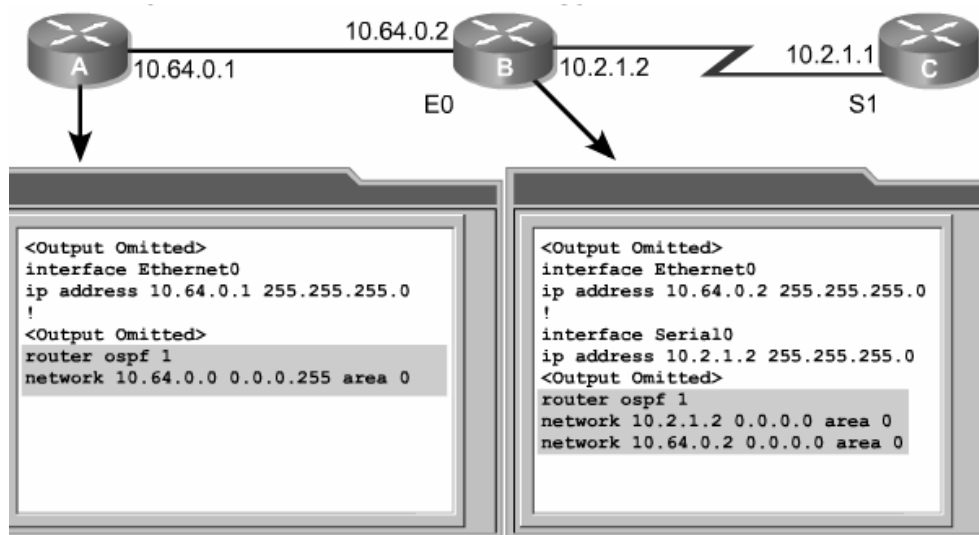 10.64.0.2
A
10.64.0.1
B
10.2.1.2
10.2.1.1
C
E0
S1
<Output Omitted>
interface Ethernet0
ip address 10.64.0.1 255.255.255.0
!
<Output Omitted>
router ospf 1
network 10.64.0.0 0.0.0.255 area 0
<Output Omitted>
interface Ethernet0
ip address 10.64.0.2 255.255.255.0
!
interface Serial0
ip address 10.2.1.2 255.255.255.0
<Output Omitted>
router ospf 1
network 10.2.1.2 0.0.0.0 area 0
network 10.64.0.2 0.0.0.0 area 0